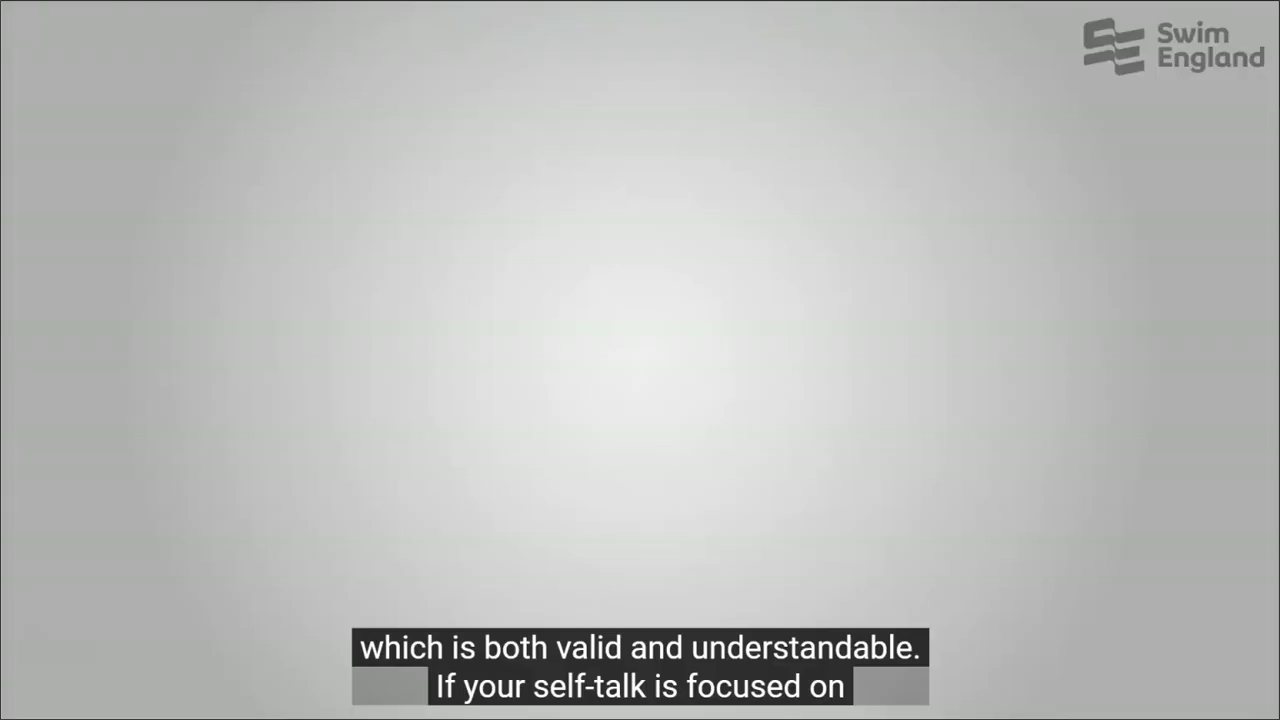 Swim
England
which is both valid and understandable.
If your self-talk is focused on